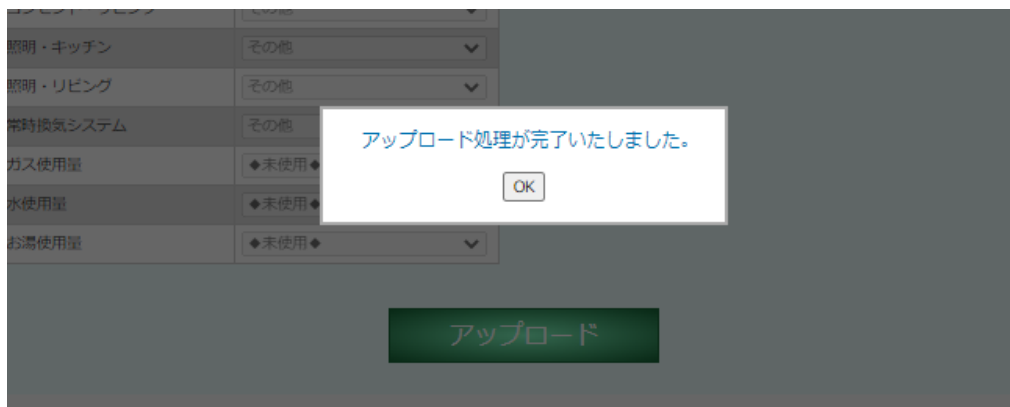 照明・キッチン
その他
照明・リビング
その他
常時換気システム
その他
アップロード処理が完了いたしました。
ガス使用量
◆未使用◆
OK
水使用量
◆未使用◆
お湯使用量
◆未使用◆
アップロード